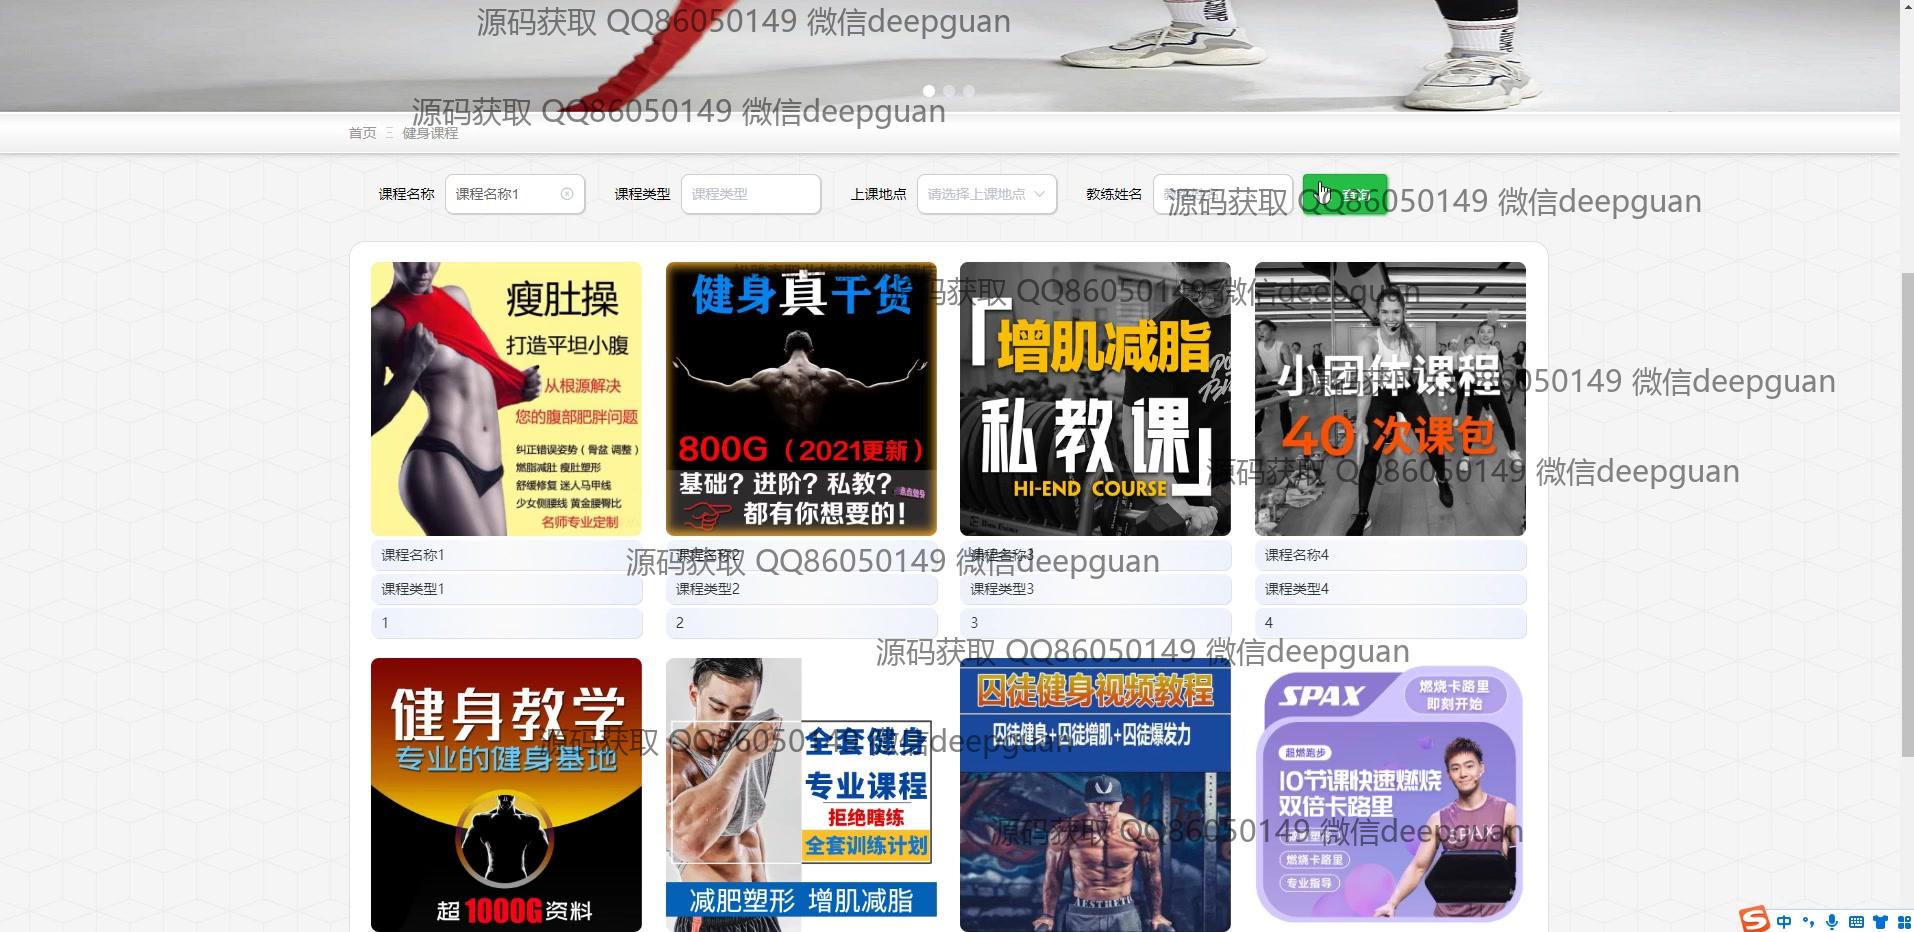 源码获取 QQ86050149 微信deepguan
源码获取 QQ86050149 微信deepguan
首页 健身课程
课程名称 课程名称1 课程类型 课程类型 上课地点 请选择上课地点 教练姓名 查询
源码获取 QQ86050149 微信deepguan
瘦肚操
打造平坦小腹
从根源解决
您的腹部肥胖问题
纠正错误姿势（骨盆 调整）
燃脂减肚 瘦肚塑形
舒缓修复 迷人马甲线
少女侧腰线 黄金腰臀比
名师专业定制
健身真干货
800G（2021更新）
基础？进阶？私教？
都有你想要的！
源码获取 QQ86050149 微信deepguan
「增肌减脂
私教课」
HI-END COURSE
小团体课程
40次课包
源码获取 QQ86050149 微信deepguan
源码获取 QQ86050149 微信deepguan
课程名称1 课程名称2 课程名称3 课程名称4
源码获取 QQ86050149 微信deepguan
课程类型1 课程类型2 课程类型3 课程类型4
1 2 3 4
源码获取 QQ86050149 微信deepguan
健身教学
专业的健身基地
超1000G资料
源码获取 QQ86050149 微信deepguan
全套健身
专业课程
拒绝瞎练
全套训练计划
减肥塑形 增肌减脂
囚徒健身视频教程
囚徒健身+囚徒增肌+囚徒爆发力
AESTHETIC
源码获取 QQ86050149 微信deepguan
SPAX
燃烧卡路里
即刻开始
超燃跑步
10节课快速燃烧
双倍卡路里
燃烧卡路里
专业指导
SPAX
中